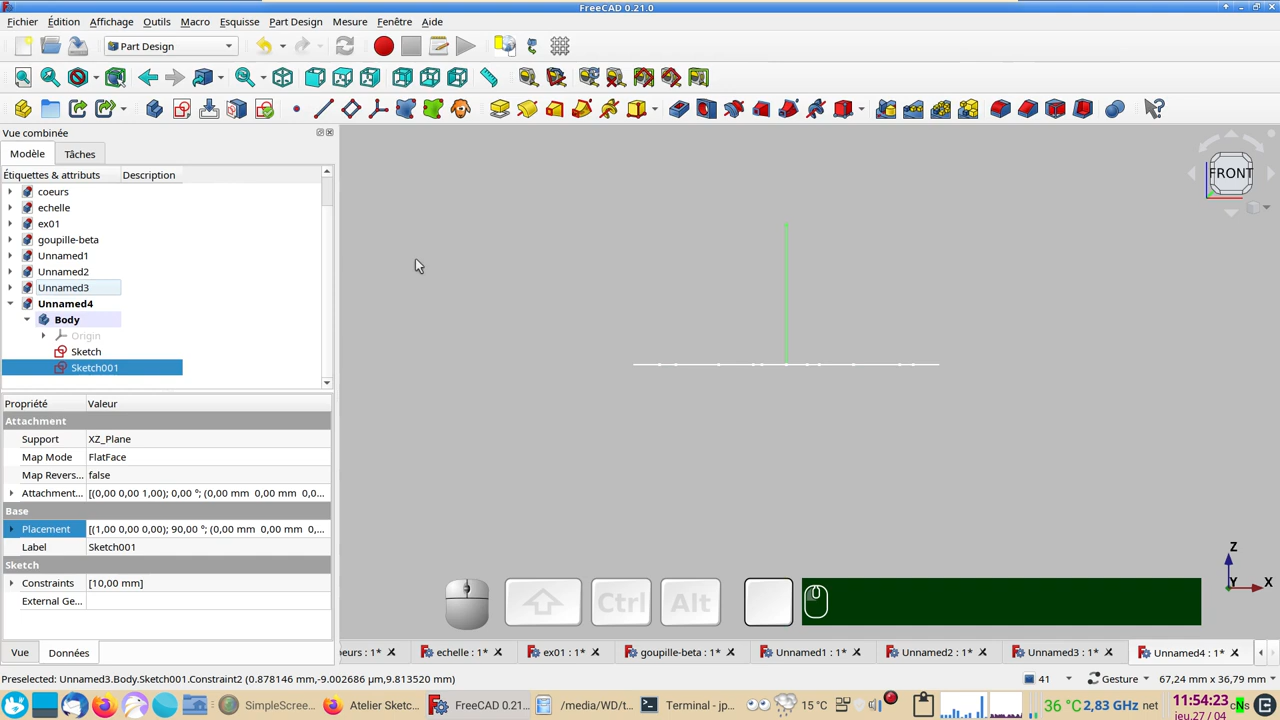 FreeCAD 0.21.0
Fichier Édition Affichage Outils Macro Esquisse Part Design Mesure Fenêtre Aide
Part Design
Vue combinée
Modèle Tâches
Étiquettes & attributs Description
coeurs
echelle
ex01
goupille-beta
Unnamed1
Unnamed2
Unnamed3
Unnamed4
Body
Origin
Sketch
Sketch001
Propriété Valeur
Attachment
Support XZ_Plane
Map Mode FlatFace
Map Revers... false
Attachment... [(0,00 0,00 1,00); 0,00 °; (0,00 mm 0,00 mm 0,0...
Base
Placement [(1,00 0,00 0,00); 90,00 °; (0,00 mm 0,00 mm 0,...
Label Sketch001
Sketch
Constraints [10,00 mm]
External Ge...
Vue Données
FRONT
Z
Y X
Ctrl Alt
oeurs : 1* echelle : 1* ex01 : 1* goupille-beta : 1* Unnamed1 : 1* Unnamed2 : 1* Unnamed3 : 1* Unnamed4 : 1*
Preselected: Unnamed3.Body.Sketch001.Constraint2 (0.878146 mm,-9.002686 µm,9.813520 mm) 41 Gesture 67,24 mm x 36,79 mm
SimpleScree... Atelier Sketc... FreeCAD 0.21... /media/WD/t... Terminal - jp... 15 °C 36 °C 2,83 GHz net 11:54:23
jeu.27/ 04